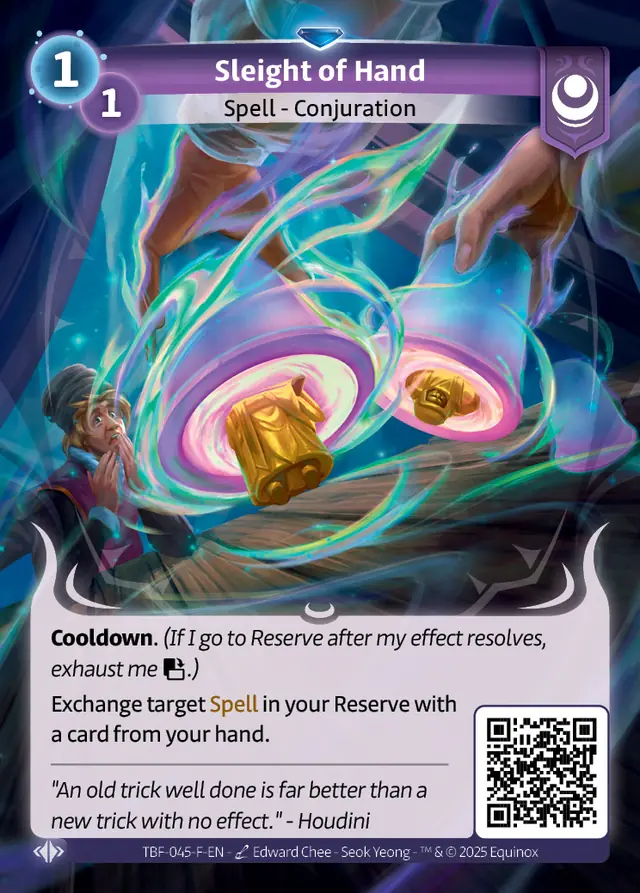 1
Sleight of Hand
1
Spell - Conjuration
Cooldown. (If I go to Reserve after my effect resolves,
exhaust me .)
Exchange target Spell in your Reserve with
a card from your hand.
"An old trick well done is far better than a
new trick with no effect." - Houdini
TBF-045-F-EN - Edward Chee - Seok Yeong - ™ & © 2025 Equinox